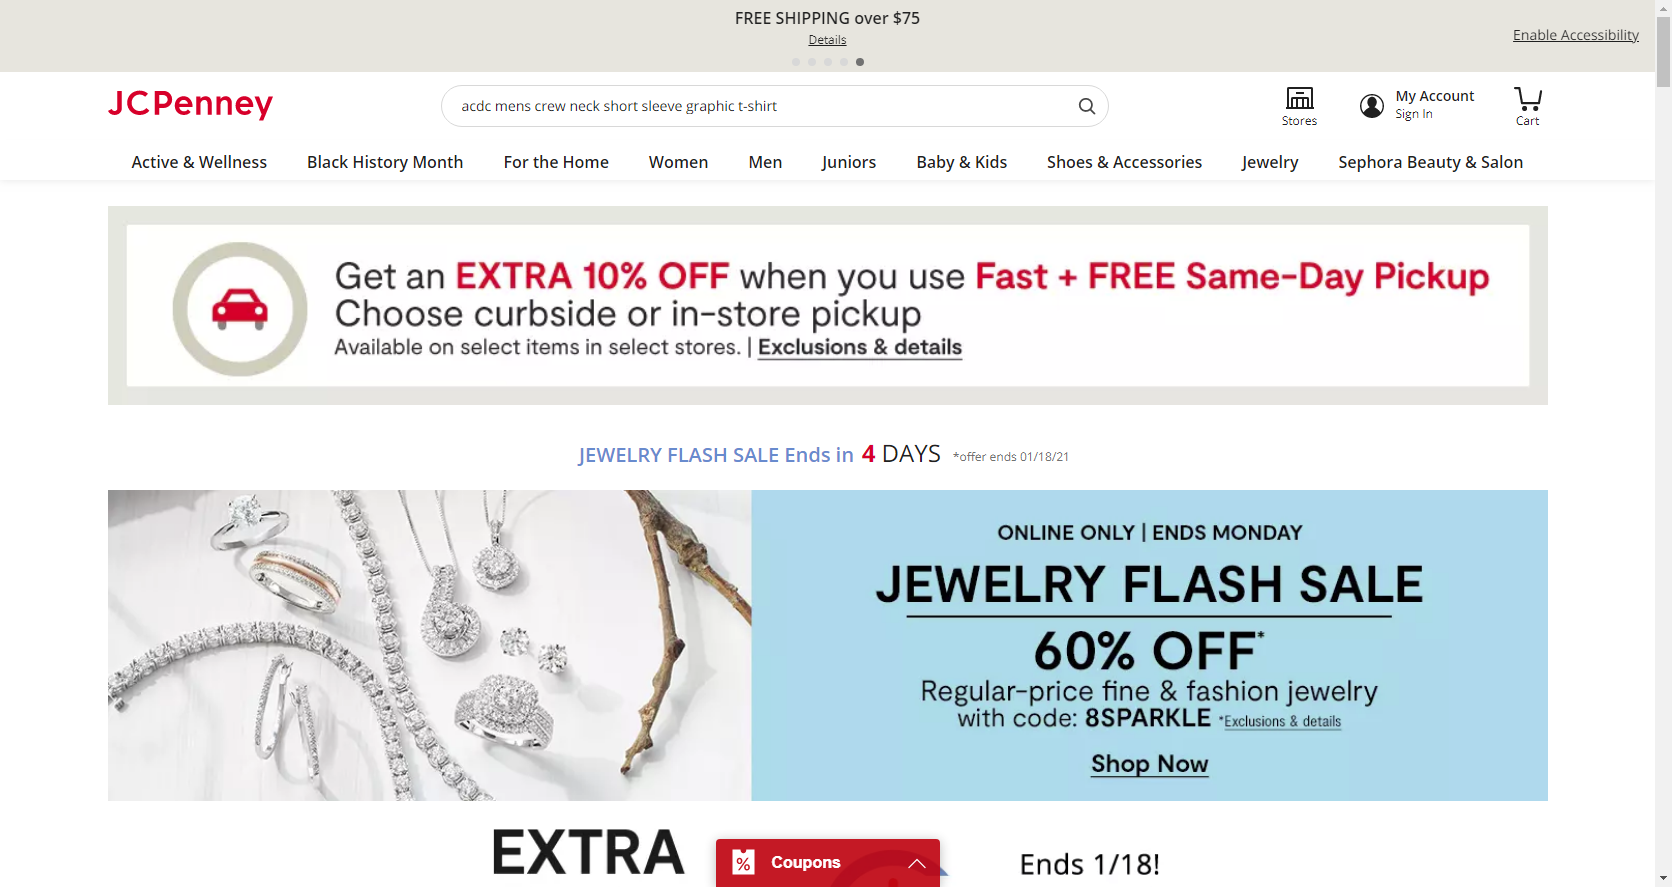 FREE SHIPPING over $75
Details
Enable Accessibility
JCPenney
acdc mens crew neck short sleeve graphic t-shirt
Stores
My Account
Sign In
Cart
Active & Wellness
Black History Month
For the Home
Women
Men
Juniors
Baby & Kids
Shoes & Accessories
Jewelry
Sephora Beauty & Salon
Get an EXTRA 10% OFF when you use Fast + FREE Same-Day Pickup
Choose curbside or in-store pickup
Available on select items in select stores. | Exclusions & details
JEWELRY FLASH SALE Ends in 4 DAYS *offer ends 01/18/21
ONLINE ONLY | ENDS MONDAY
JEWELRY FLASH SALE
60% OFF*
Regular-price fine & fashion jewelry
with code: 8SPARKLE *Exclusions & details
Shop Now
EXTRA
% Coupons
Ends 1/18!